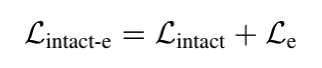 ℒ_intact-e = ℒ_intact + ℒ_e